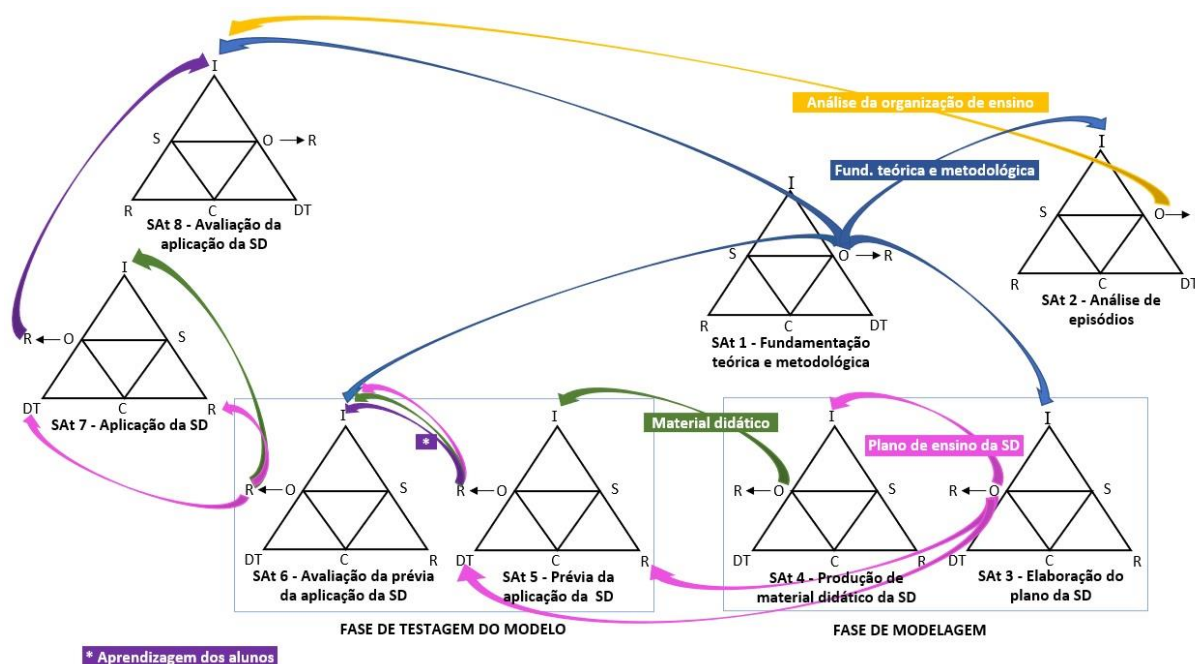 I
Análise da organização de ensino
I
S O → R
Fund. teórica e metodológica
I
R C DT
SAt 8 - Avaliação da
aplicação da SD
S O →
I
S O → R
R C DT
SAt 2 - Análise de
episódios
R C DT
SAt 1 - Fundamentação
teórica e metodológica
R ← O S
DT C R
SAt 7 - Aplicação da SD
I
I
Material didático
I
Plano de ensino da SD
I
*
R ← O S
R ← O S
R ← O S
R ← O S
DT C R
SAt 6 - Avaliação da prévia
da aplicação da SD
DT C R
SAt 5 - Prévia da
aplicação da SD
DT C
SAt 4 - Produção de
material didático da SD
DT C R
SAt 3 - Elaboração do
plano da SD
FASE DE TESTAGEM DO MODELO
FASE DE MODELAGEM
* Aprendizagem dos alunos